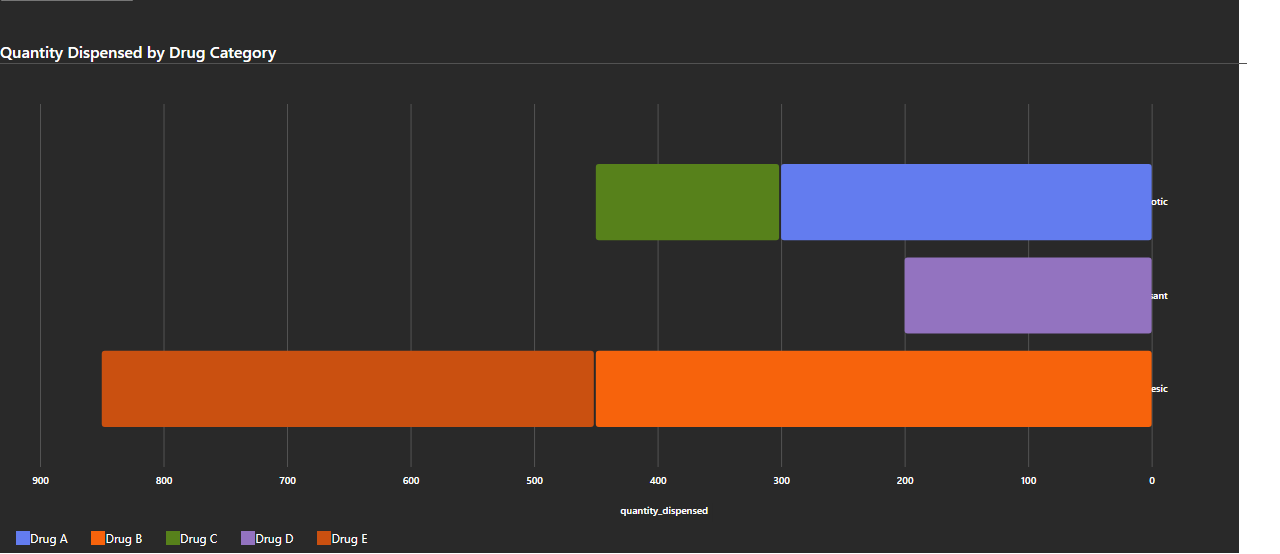 Quantity Dispensed by Drug Category
otic
sant
esic
900 800 700 600 500 400 300 200 100 0
quantity_dispensed
Drug A Drug B Drug C Drug D Drug E